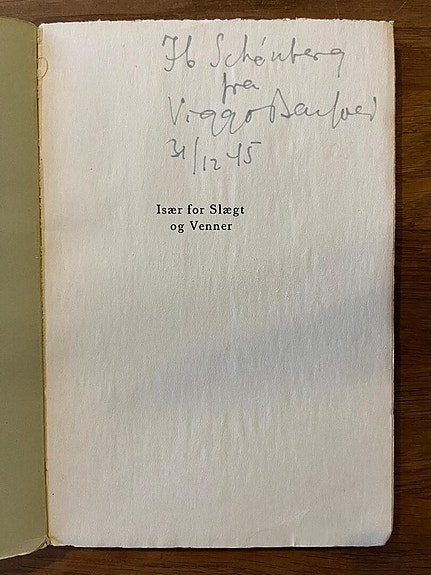 Ib Schønberg
fra
Viggo Barfoed
31/12 45
Især for Slægt
og Venner